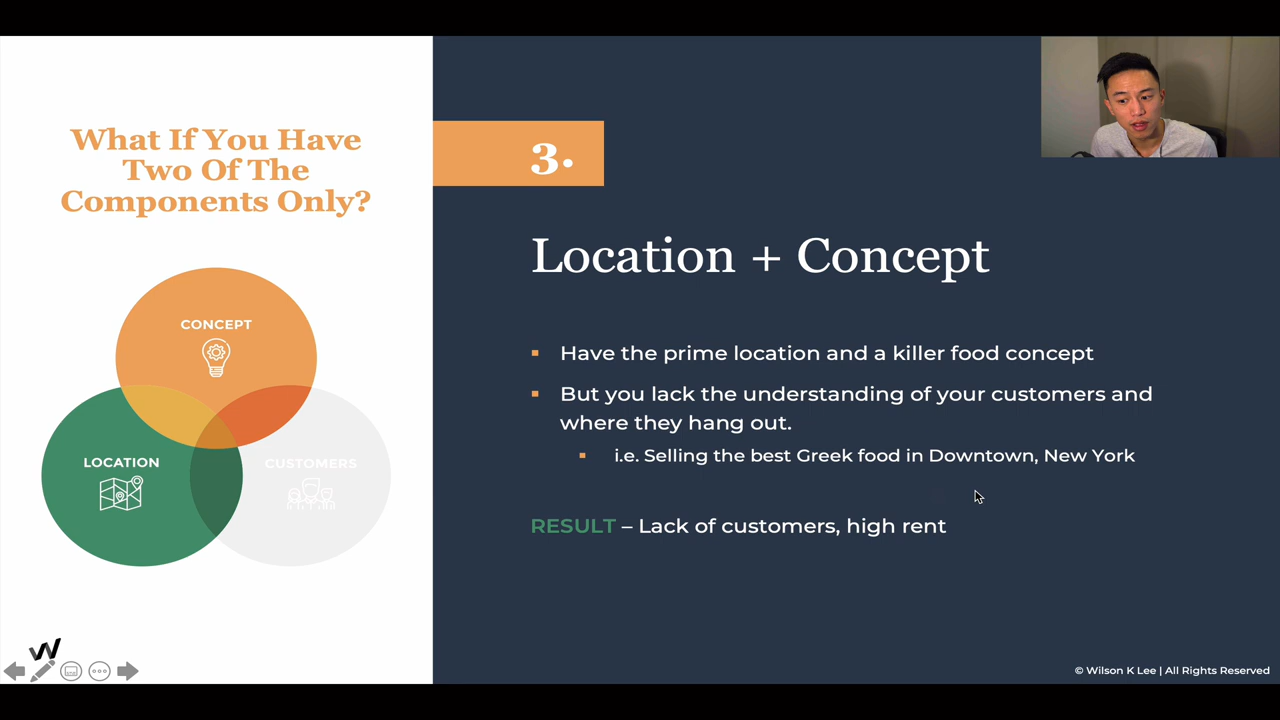 What If You Have
Two Of The
Components Only?
CONCEPT
LOCATION
CUSTOMERS
3.
Location + Concept
Have the prime location and a killer food concept
But you lack the understanding of your customers and
where they hang out.
i.e. Selling the best Greek food in Downtown, New York
RESULT – Lack of customers, high rent
W
© Wilson K Lee | All Rights Reserved